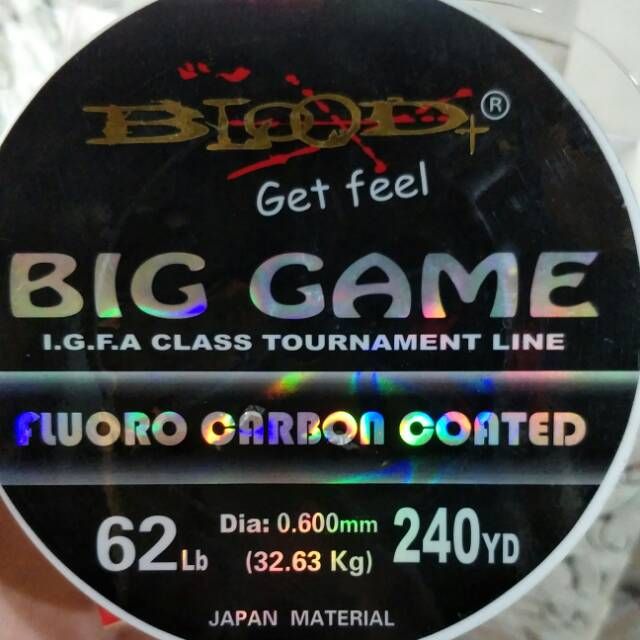 BLOOD+ ®
Get feel
BIG GAME
I.G.F.A CLASS TOURNAMENT LINE
FLUORO CARBON COATED
62Lb
Dia: 0.600mm
(32.63 Kg)
240YD
JAPAN MATERIAL